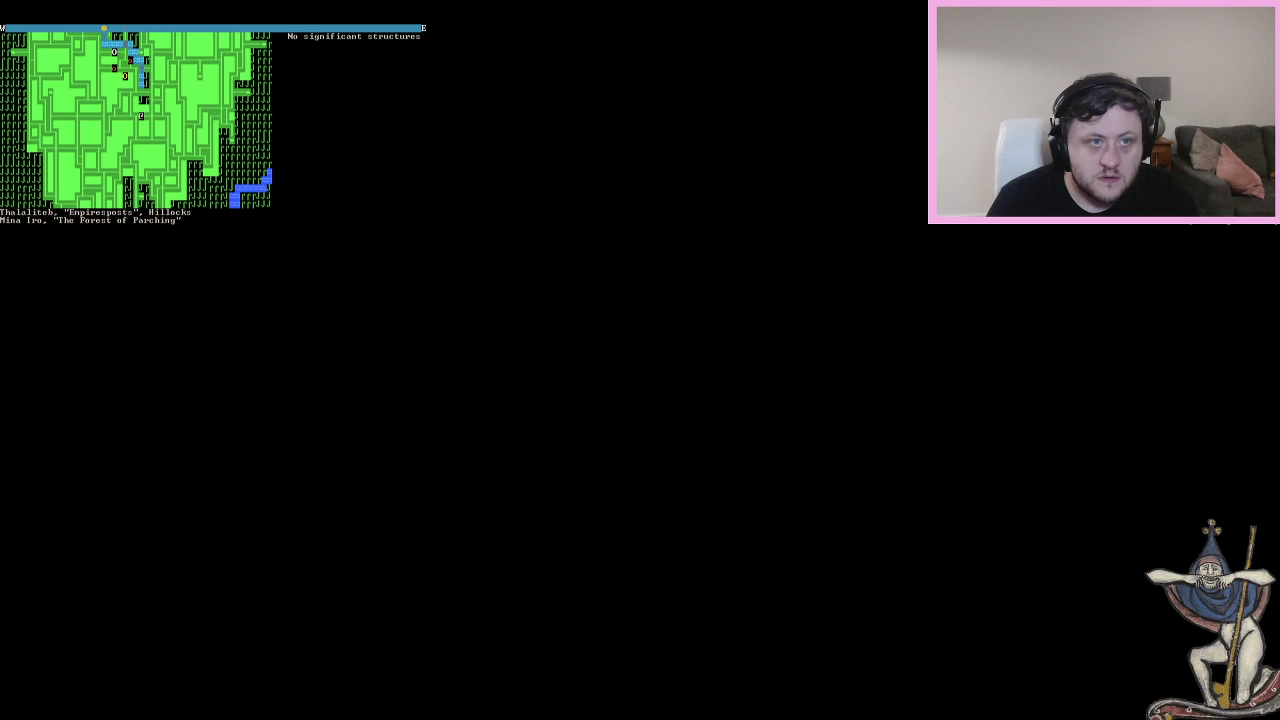 W E
No significant structures
Thalaliteb, "Empiresposts", Hillocks
Mina Iro, "The Forest of Parching"